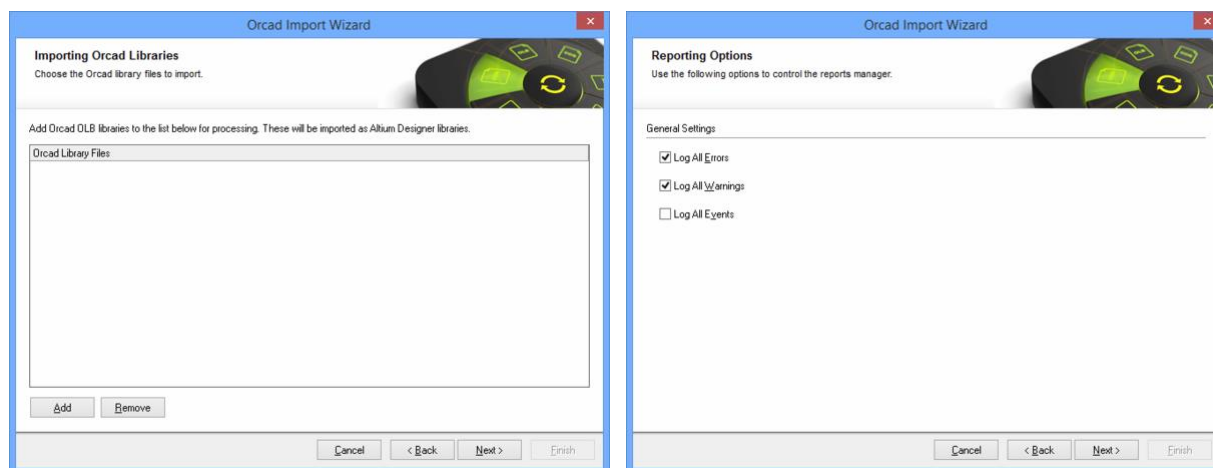 Orcad Import Wizard
Importing Orcad Libraries
Choose the Orcad library files to import.
Add Orcad OLB libraries to the list below for processing. These will be imported as Altium Designer libraries.
Orcad Library Files
Add
Remove
Cancel
< Back
Next >
Finish
Orcad Import Wizard
Reporting Options
Use the following options to control the reports manager.
General Settings
Log All Errors
Log All Warnings
Log All Events
Cancel
< Back
Next >
Finish